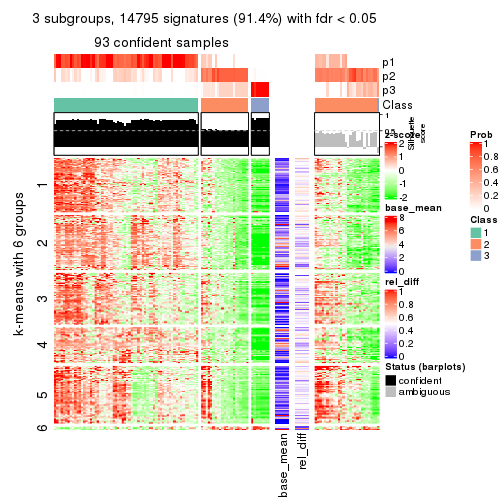 3 subgroups, 14795 signatures (91.4%) with fdr < 0.05
93 confident samples
p1
p2
p3
Class
1
0.5
Silhouette
score
k-means with 6 groups
1
2
3
4
5
6
base_mean
rel_diff
z-score
2
1
0
-1
-2
base_mean
8
6
4
2
0
rel_diff
1
0.8
0.6
0.4
0.2
0
Status (barplots)
confident
ambiguous
Prob
1
0.8
0.6
0.4
0.2
0
Class
1
2
3